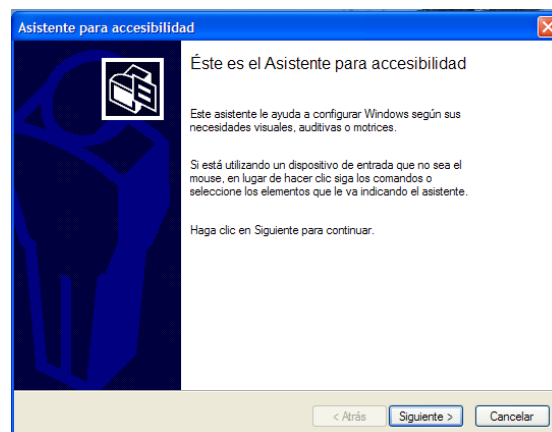 Asistente para accesibilidad
Éste es el Asistente para accesibilidad
Este asistente le ayuda a configurar Windows según sus
necesidades visuales, auditivas o motrices.
Si está utilizando un dispositivo de entrada que no sea el
mouse, en lugar de hacer clic siga los comandos o
seleccione los elementos que le va indicando el asistente.
Haga clic en Siguiente para continuar.
< Atrás
Siguiente >
Cancelar